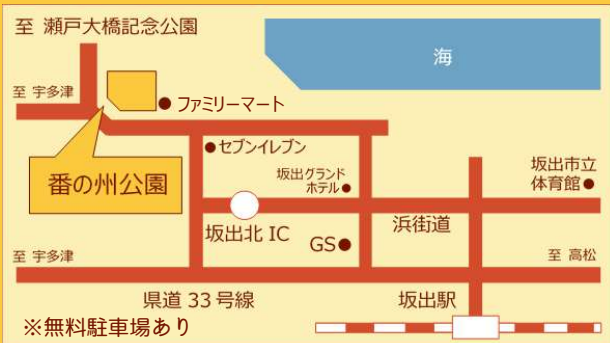 至 瀬戸大橋記念公園
海
至 宇多津
ファミリーマート
セブンイレブン
番の州公園
坂出グランド
ホテル
坂出市立
体育館
坂出北 IC
浜街道
GS
至 宇多津
至 高松
県道 33 号線
坂出駅
※無料駐車場あり